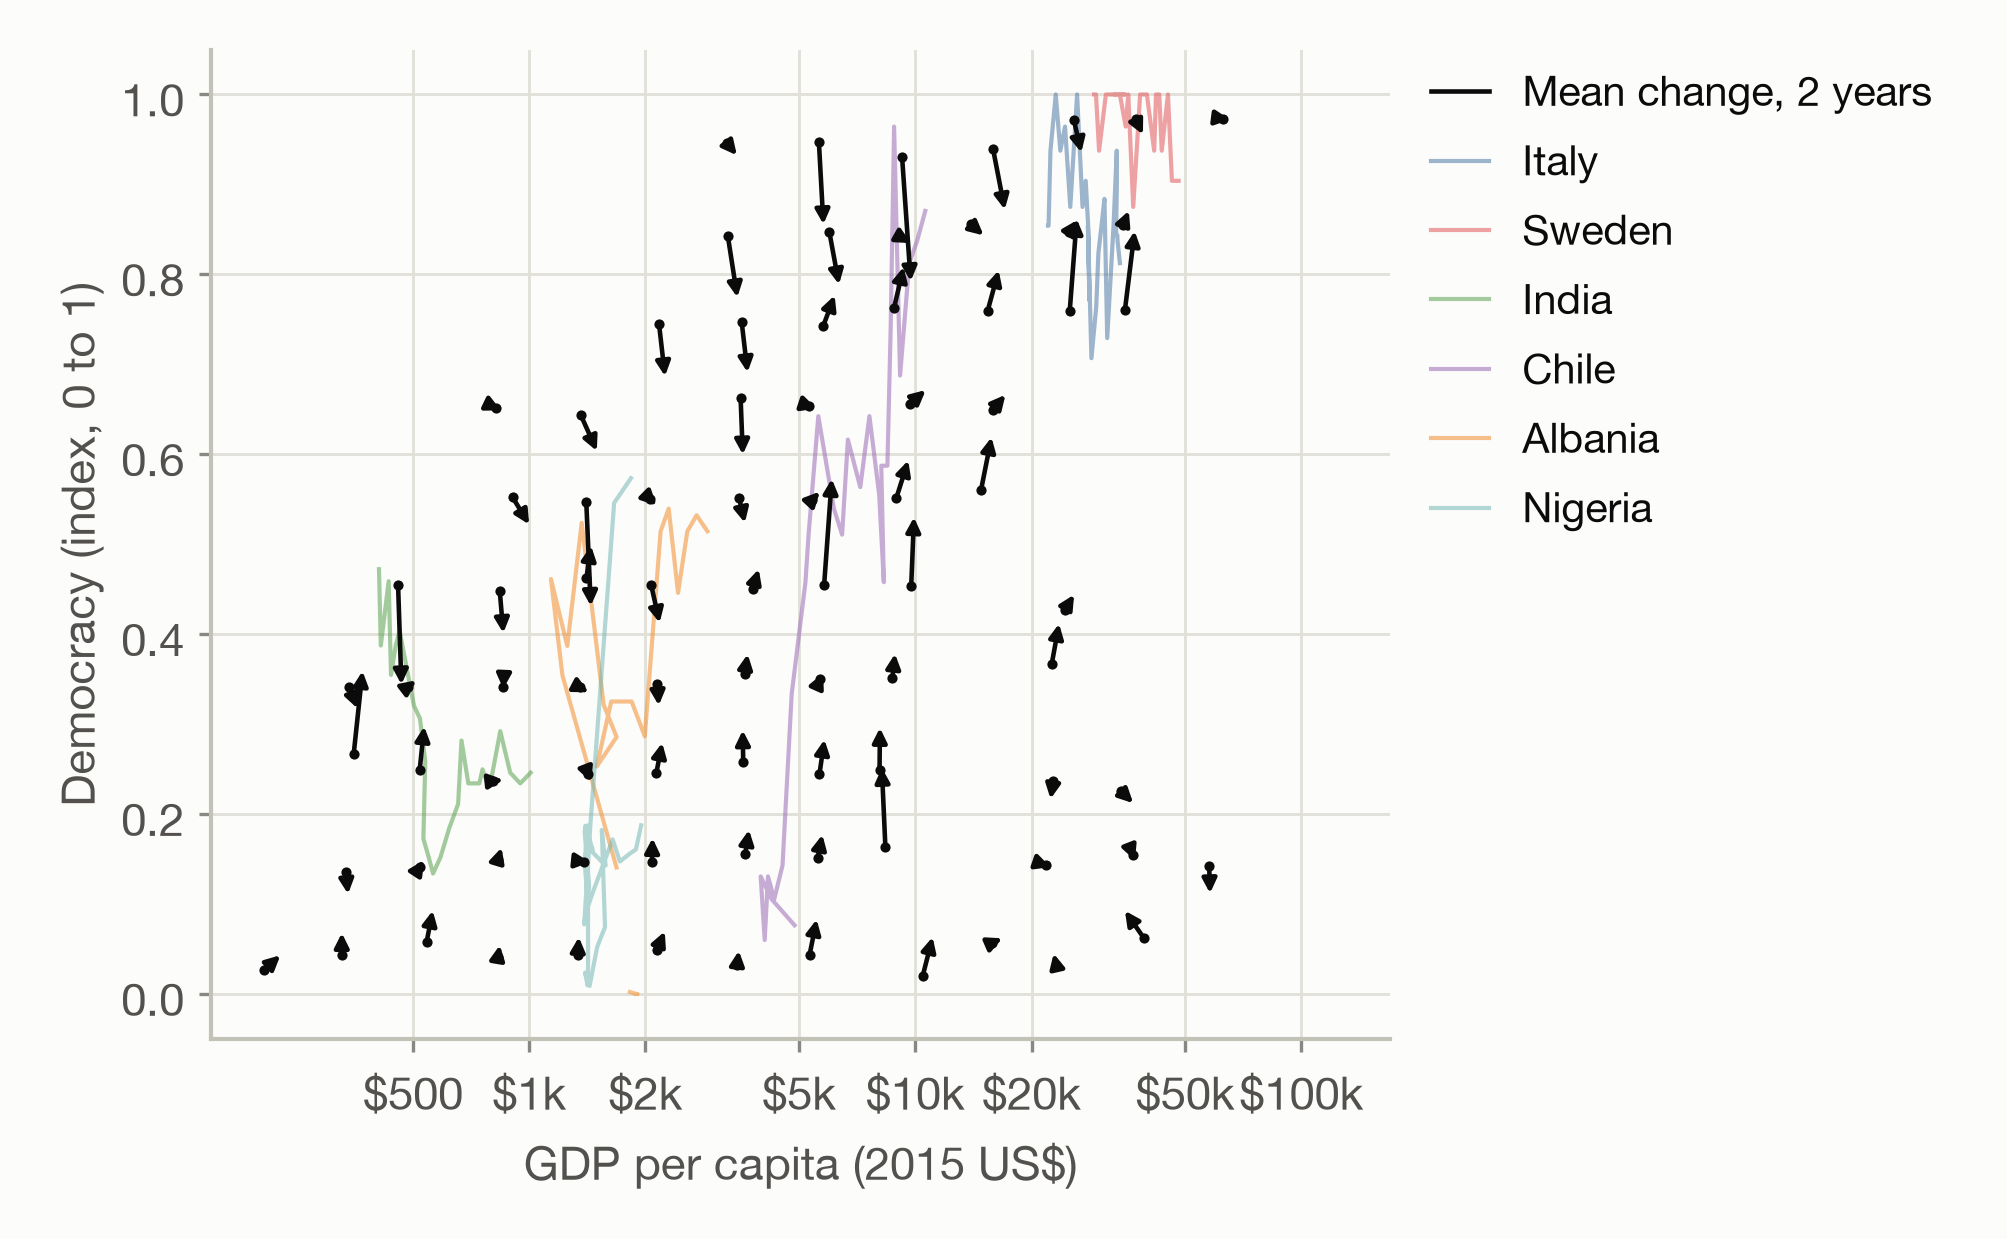 1.0
0.8
0.6
0.4
0.2
0.0
Democracy (index, 0 to 1)
$500 $1k $2k $5k $10k $20k $50k $100k
GDP per capita (2015 US$)
Mean change, 2 years
Italy
Sweden
India
Chile
Albania
Nigeria